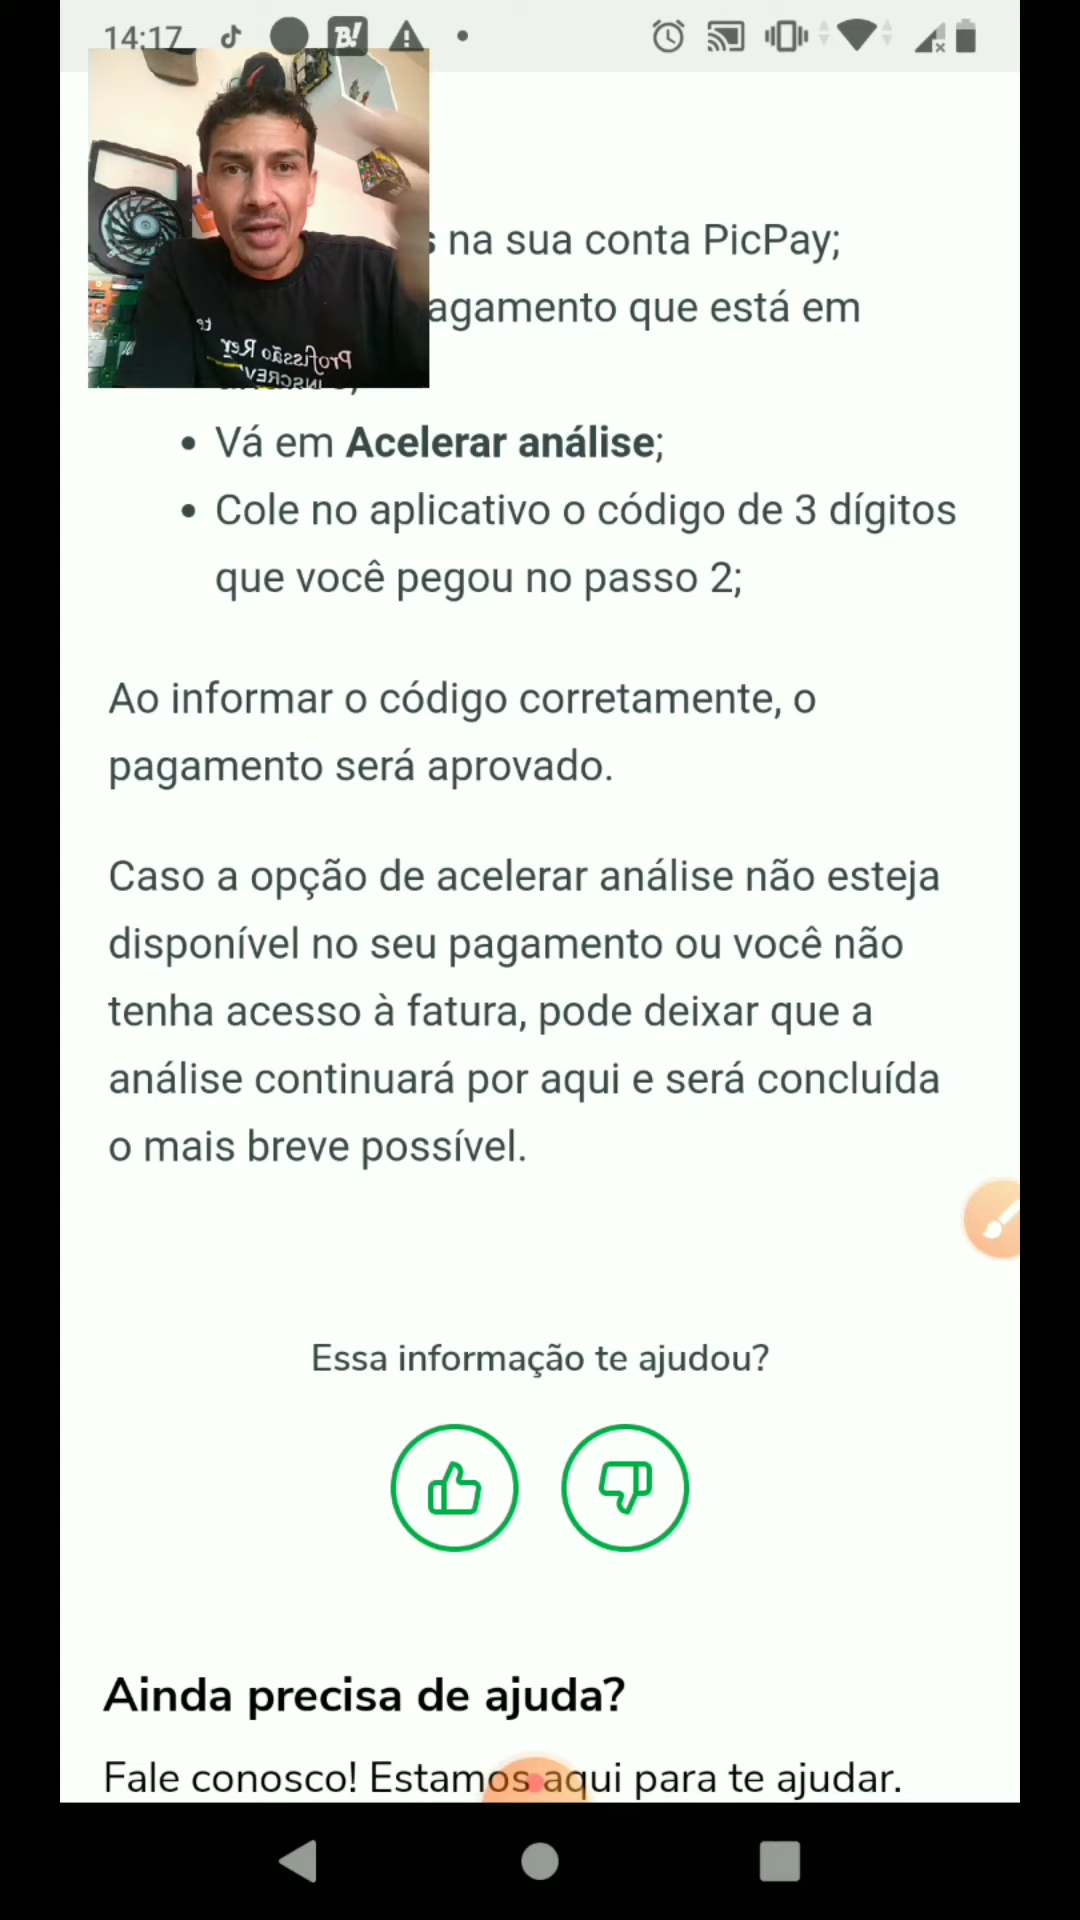 14:17
B!
s na sua conta PicPay;
agamento que está em
• Vá em Acelerar análise;
• Cole no aplicativo o código de 3 dígitos
que você pegou no passo 2;
Ao informar o código corretamente, o
pagamento será aprovado.
Caso a opção de acelerar análise não esteja
disponível no seu pagamento ou você não
tenha acesso à fatura, pode deixar que a
análise continuará por aqui e será concluída
o mais breve possível.
Essa informação te ajudou?
Ainda precisa de ajuda?
Fale conosco! Estamos aqui para te ajudar.
Profissão Rep
INSCREV